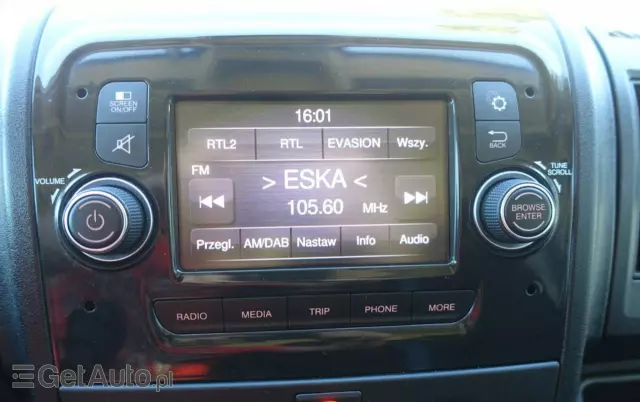 16:01
SCREEN
ON/OFF
RTL2 RTL EVASION Wszy.
BACK
FM
> ESKA <
105.60 MHz
VOLUME
TUNE
SCROLL
BROWSE
ENTER
Przegl. AM/DAB Nastaw Info Audio
RADIO MEDIA TRIP PHONE MORE
GetAuto.pl